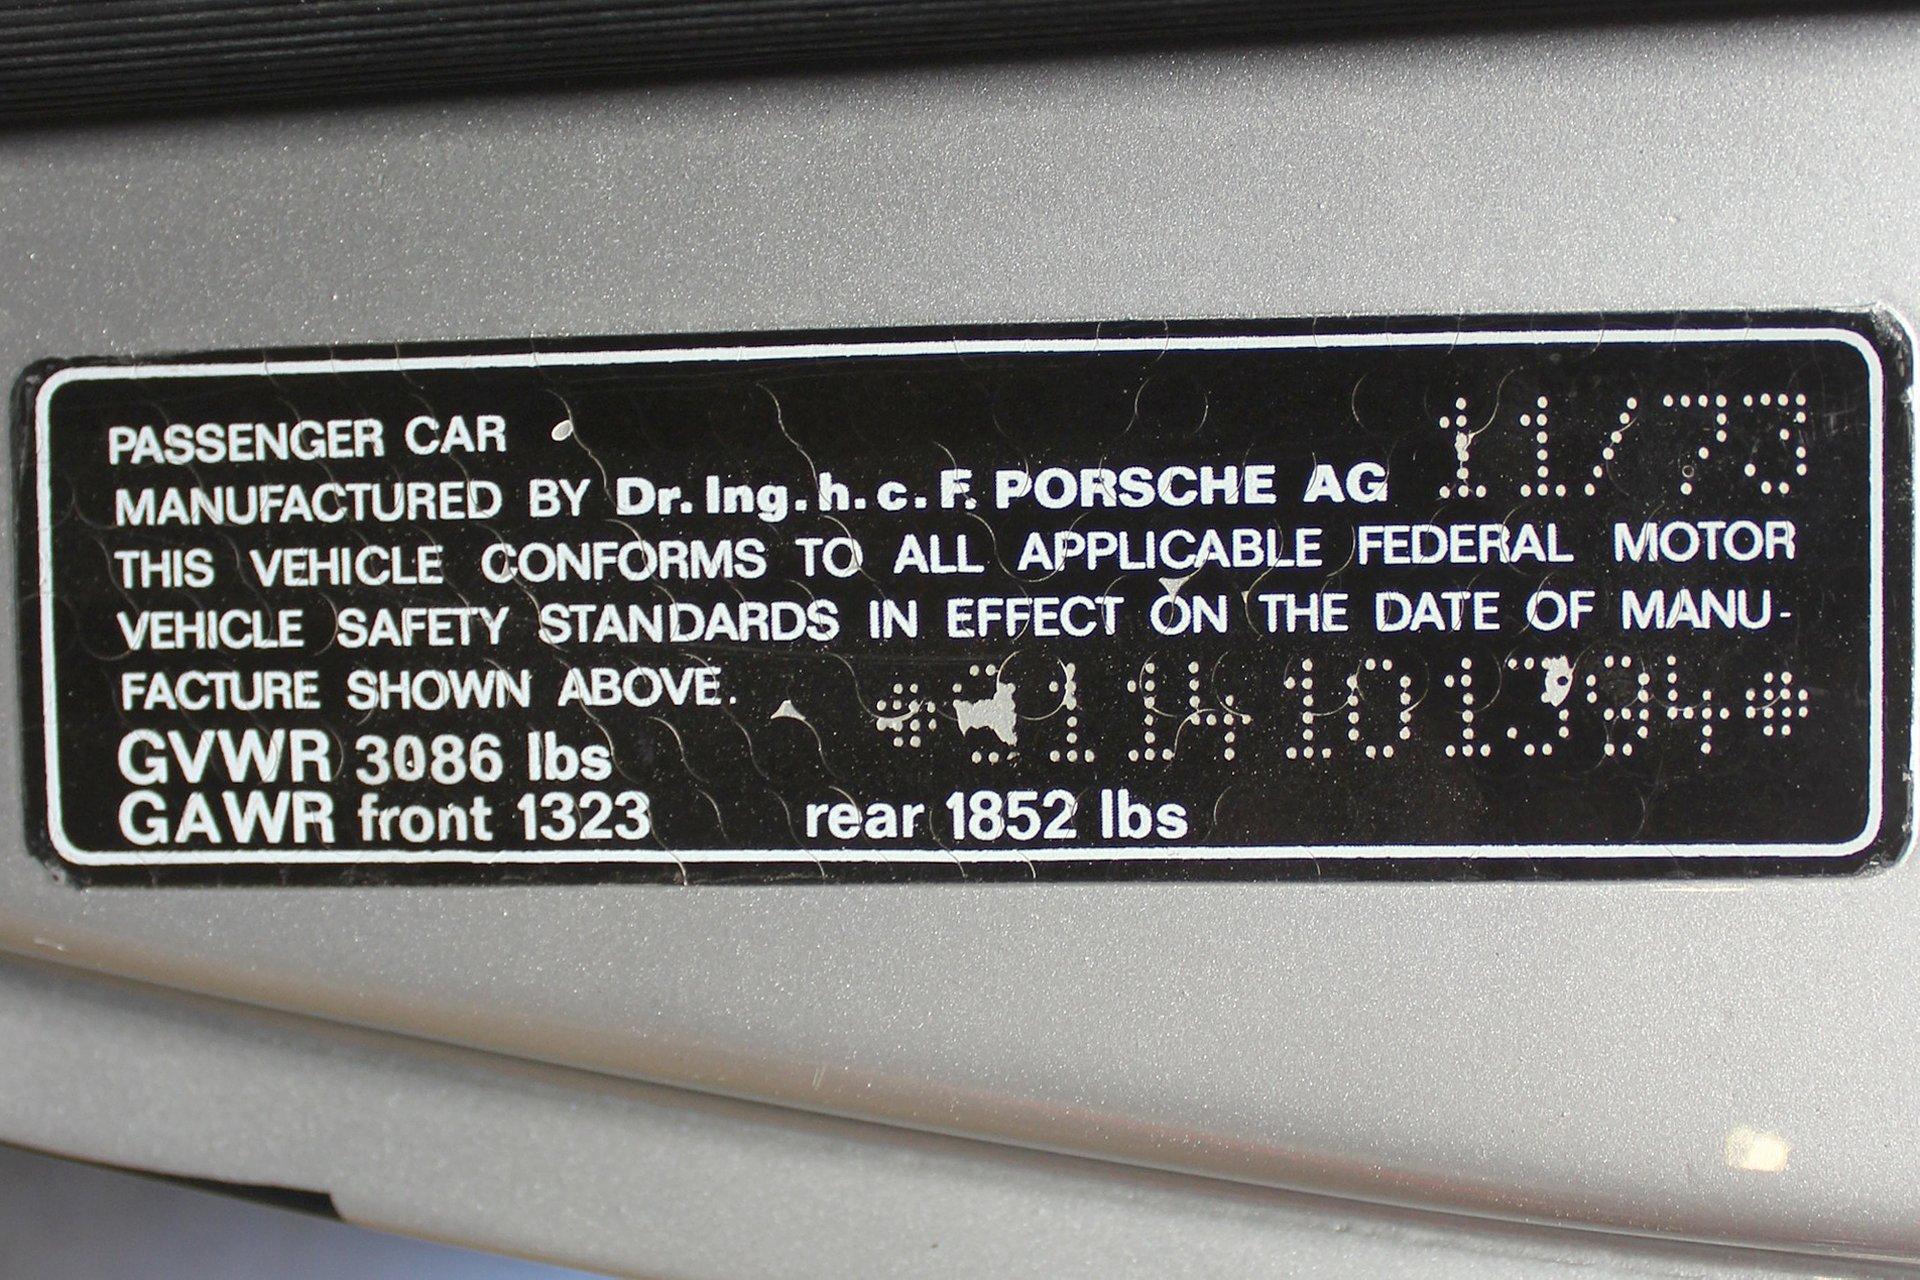 PASSENGER CAR
11/73
MANUFACTURED BY Dr. Ing. h. c. F. PORSCHE AG
THIS VEHICLE CONFORMS TO ALL APPLICABLE FEDERAL MOTOR
VEHICLE SAFETY STANDARDS IN EFFECT ON THE DATE OF MANU-
FACTURE SHOWN ABOVE. *9114101394*
GVWR 3086 lbs
GAWR front 1323 rear 1852 lbs